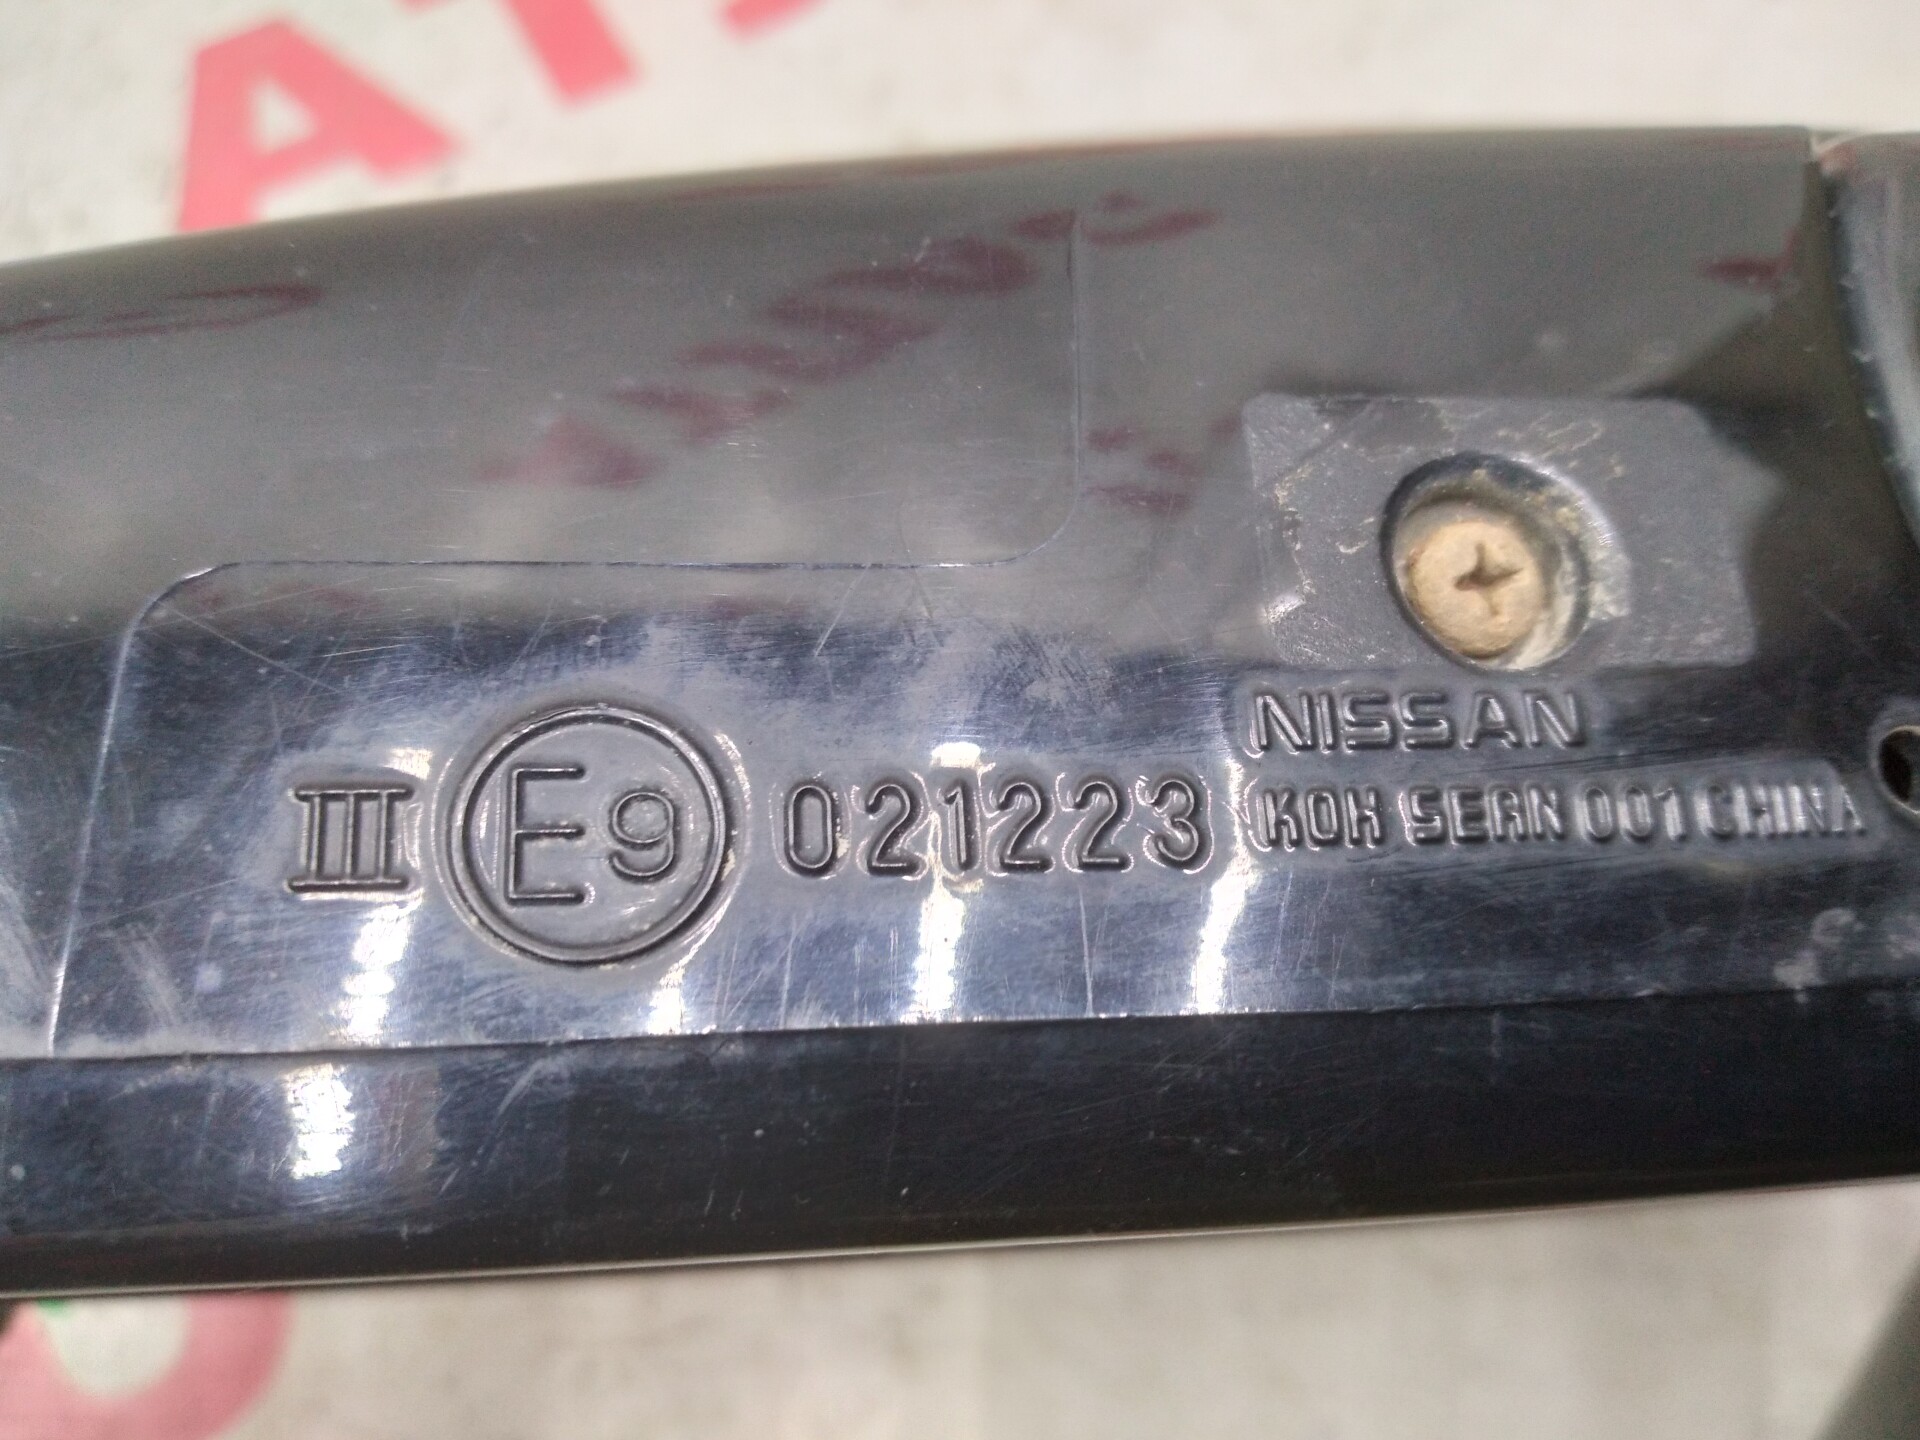 NISSAN
III E9 021223 KOH SEAN 001 CHINA